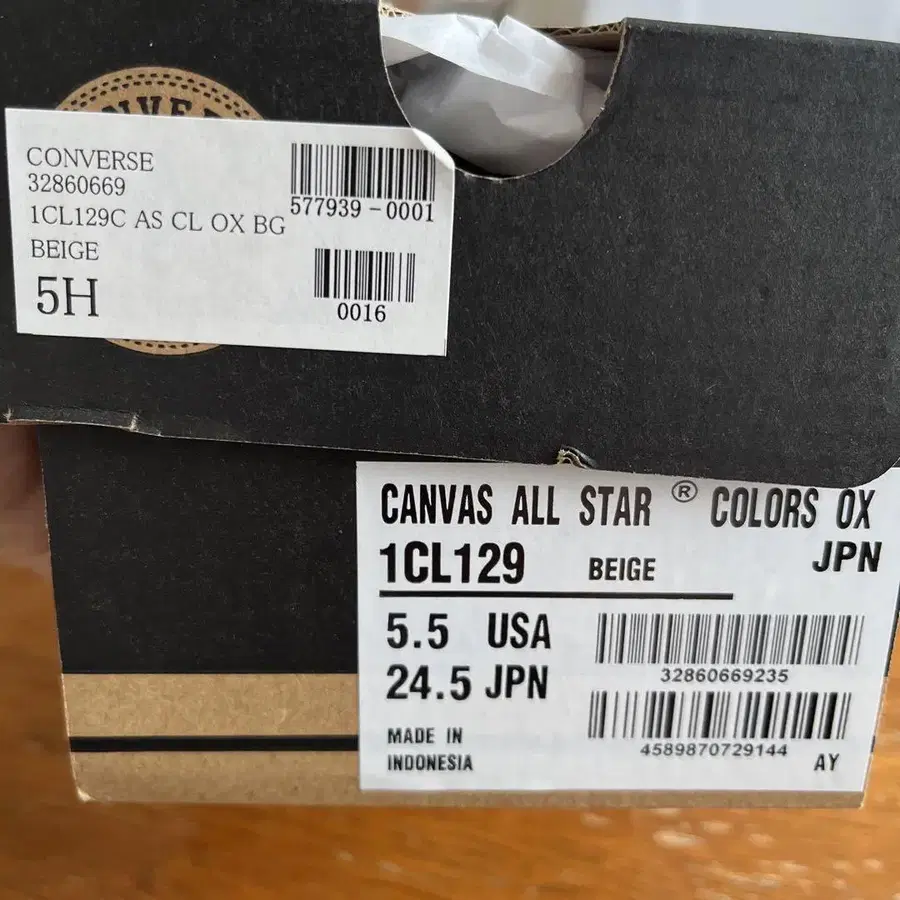 CONVERSE
32860669
1CL129C AS CL OX BG
BEIGE
5H
577939-0001
0016
CANVAS ALL STAR ® COLORS OX
1CL129 BEIGE JPN
5.5 USA
24.5 JPN
32860669235
4589870729144
MADE IN
INDONESIA
AY